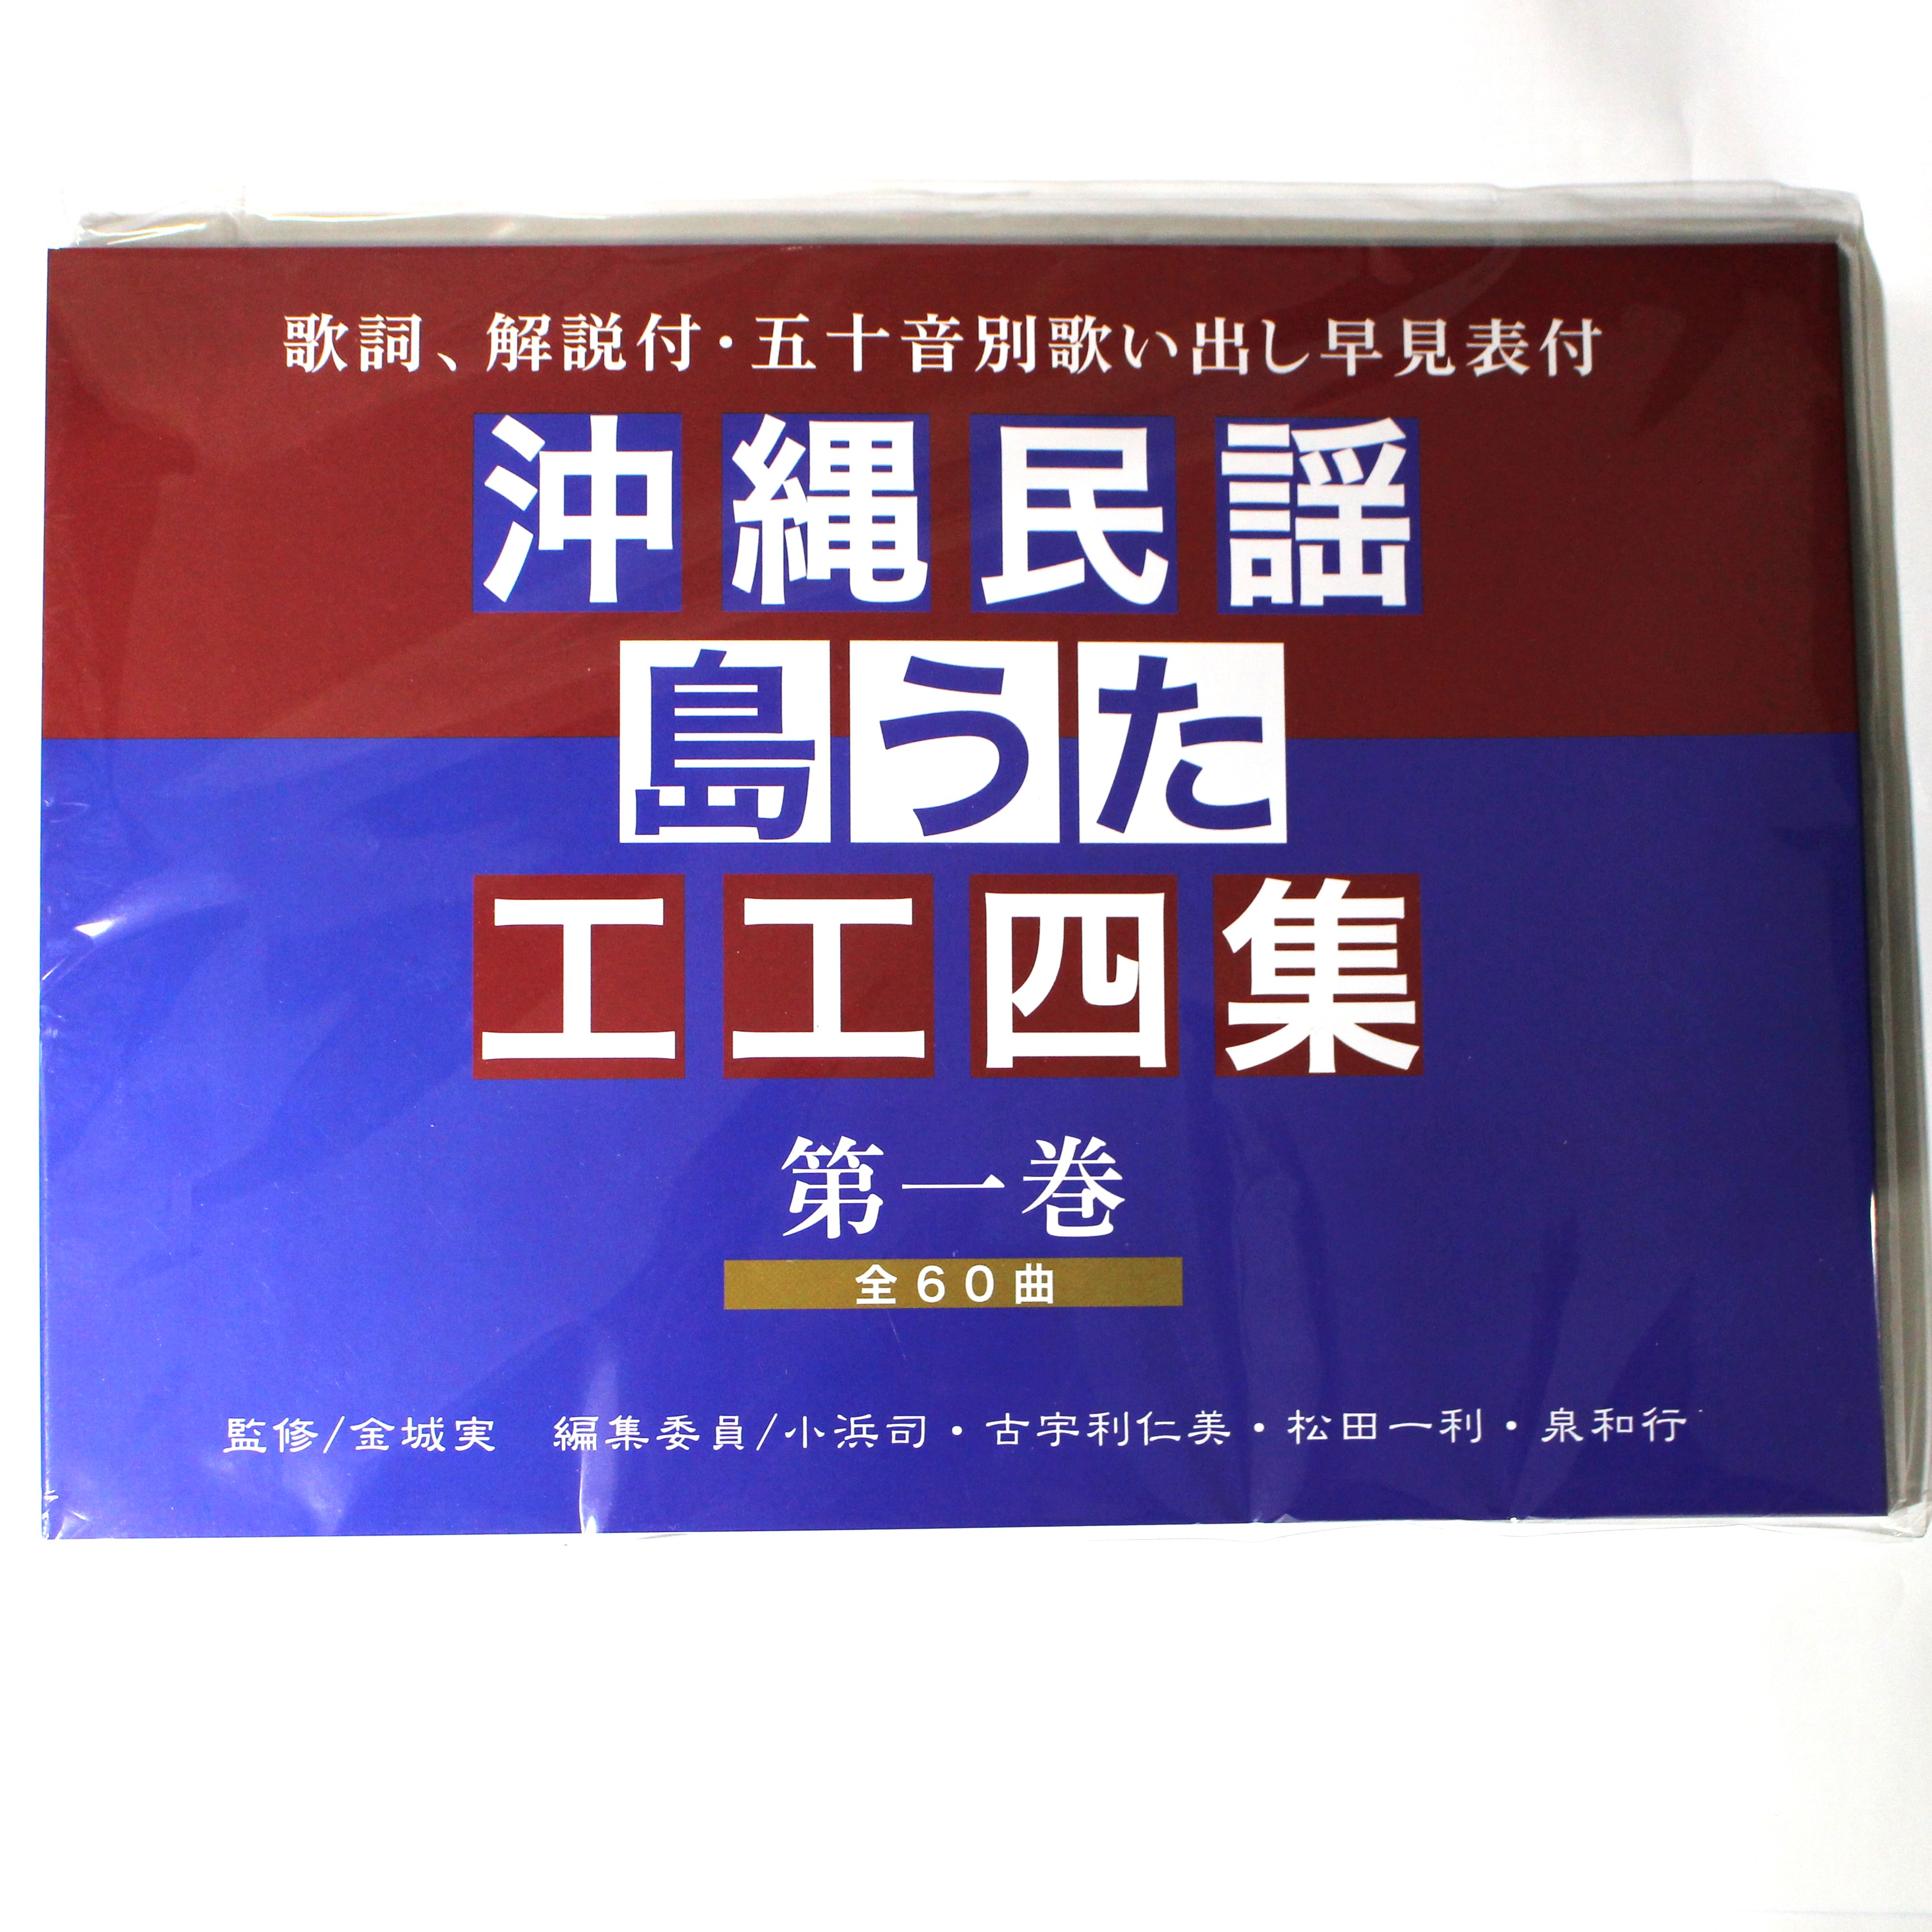 歌詞、解説付・五十音別歌い出し早見表付
沖縄民謡
島うた
工工四集
第一巻
全60曲
監修/金城実　編集委員/小浜司・古宇利仁美・松田一利・泉和行